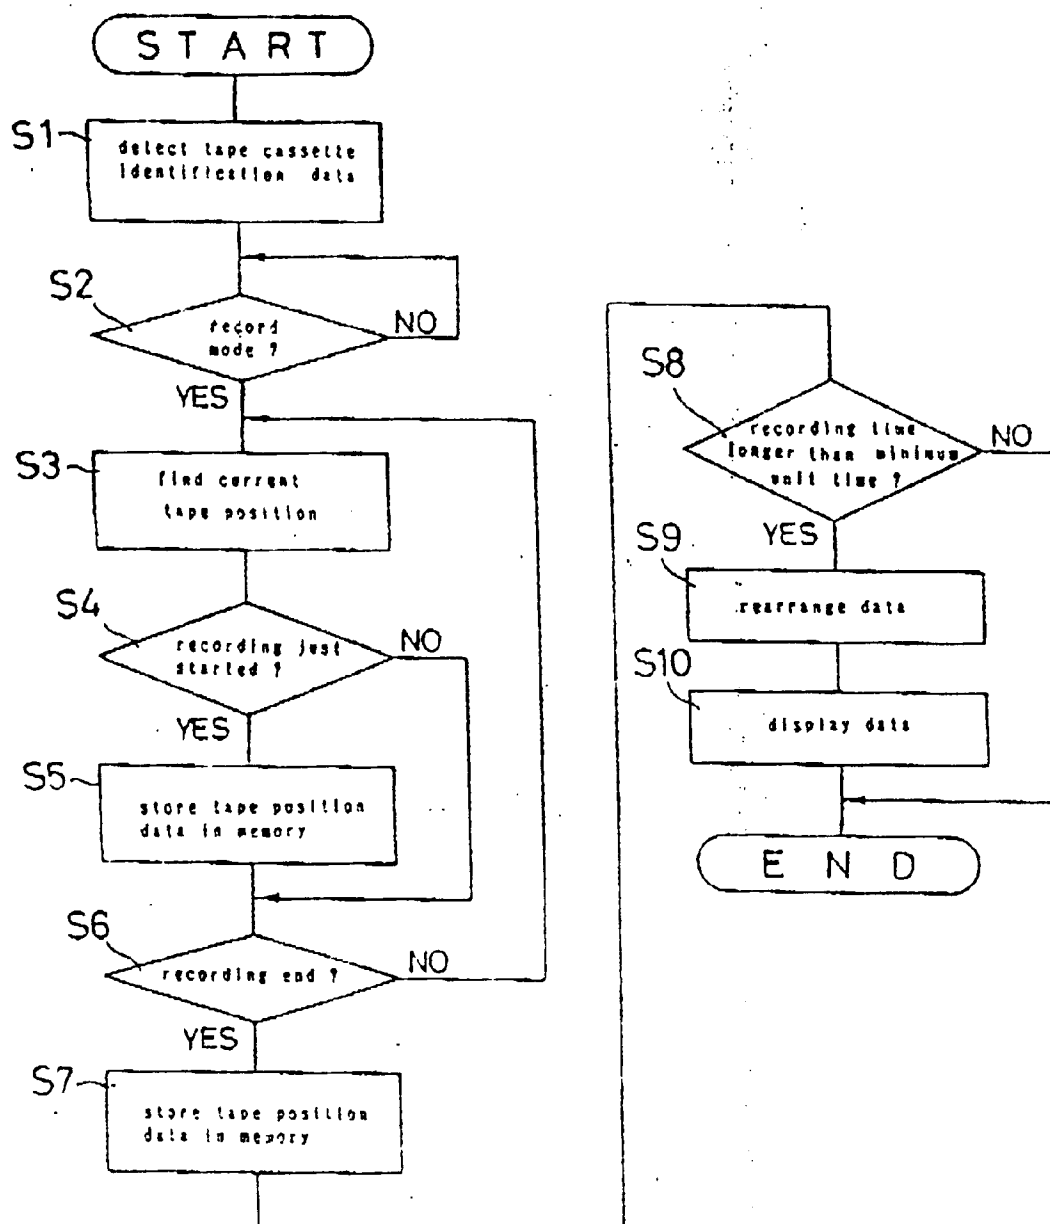 START
S1
detect tape cassette
identification data
S2
record
mode ?
NO
YES
S3
find current
tape position
S4
recording just
started ?
NO
YES
S5
store tape position
data in memory
S6
recording end ?
NO
YES
S7
store tape position
data in memory
S8
recording time
longer than minimum
unit time ?
NO
YES
S9
rearrange data
S10
display data
END